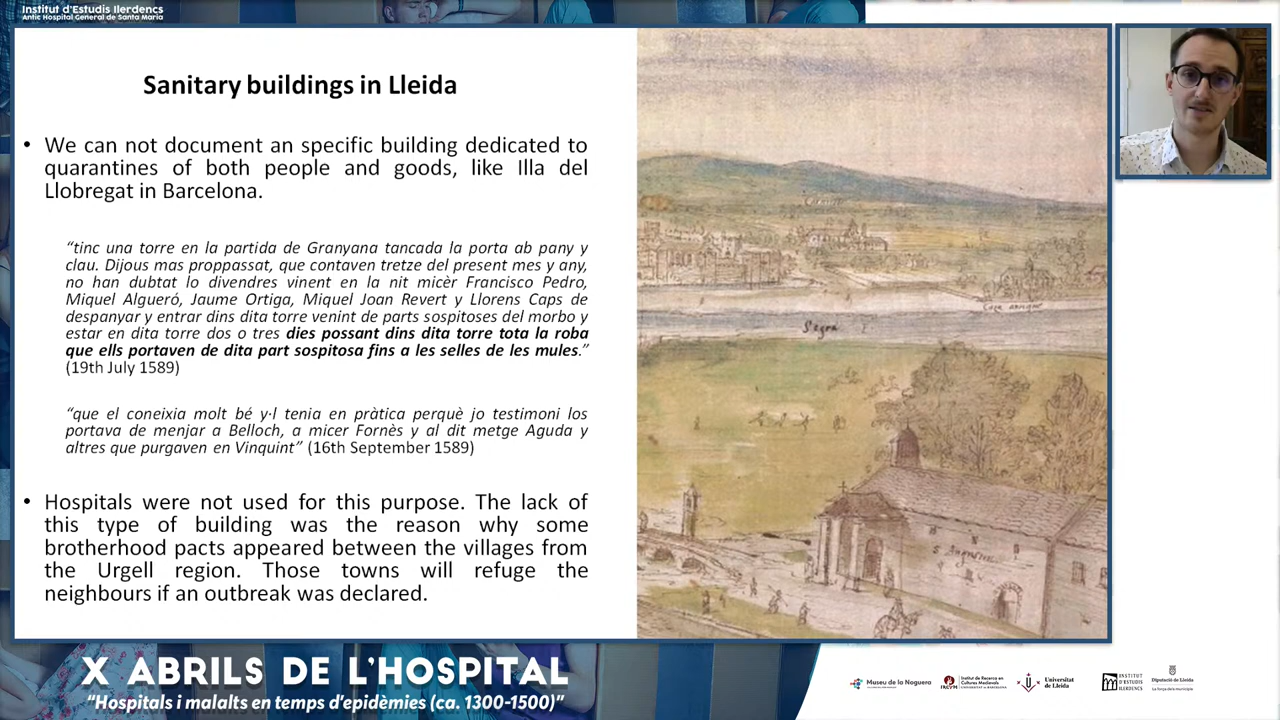 Institut d'Estudis Ilerdencs
Antic Hospital General de Santa Maria
Sanitary buildings in Lleida
• We can not document an specific building dedicated to
quarantines of both people and goods, like Illa del
Llobregat in Barcelona.
“tinc una torre en la partida de Granyana tancada la porta ab pany y
clau. Dijous mas proppassat, que contaven tretze del present mes y any,
no han dubtat lo divendres vinent en la nit micèr Francisco Pedro,
Miquel Algueró, Jaume Ortiga, Miquel Joan Revert y Llorens Caps de
despanyar y entrar dins dita torre venint de parts sospitoses del morbo y
estar en dita torre dos o tres dies possant dins dita torre tota la roba
que ells portaven de dita part sospitosa fins a les selles de les mules.”
(19th July 1589)
“que el coneixia molt bé y·l tenia en pràtica perquè jo testimoni los
portava de menjar a Belloch, a micer Fornès y al dit metge Aguda y
altres que purgaven en Vinquint” (16th September 1589)
• Hospitals were not used for this purpose. The lack of
this type of building was the reason why some
brotherhood pacts appeared between the villages from
the Urgell region. Those towns will refuge the
neighbours if an outbreak was declared.
Segra
X ABRILS DE L'HOSPITAL
“Hospitals i malalts en temps d'epidèmies (ca. 1300-1500)”
Museu de la Noguera
Institut de Recerca en
Cultures Medievals
Universitat
de Lleida
INSTITUT
D'ESTUDIS
ILERDENCS
Diputació de Lleida